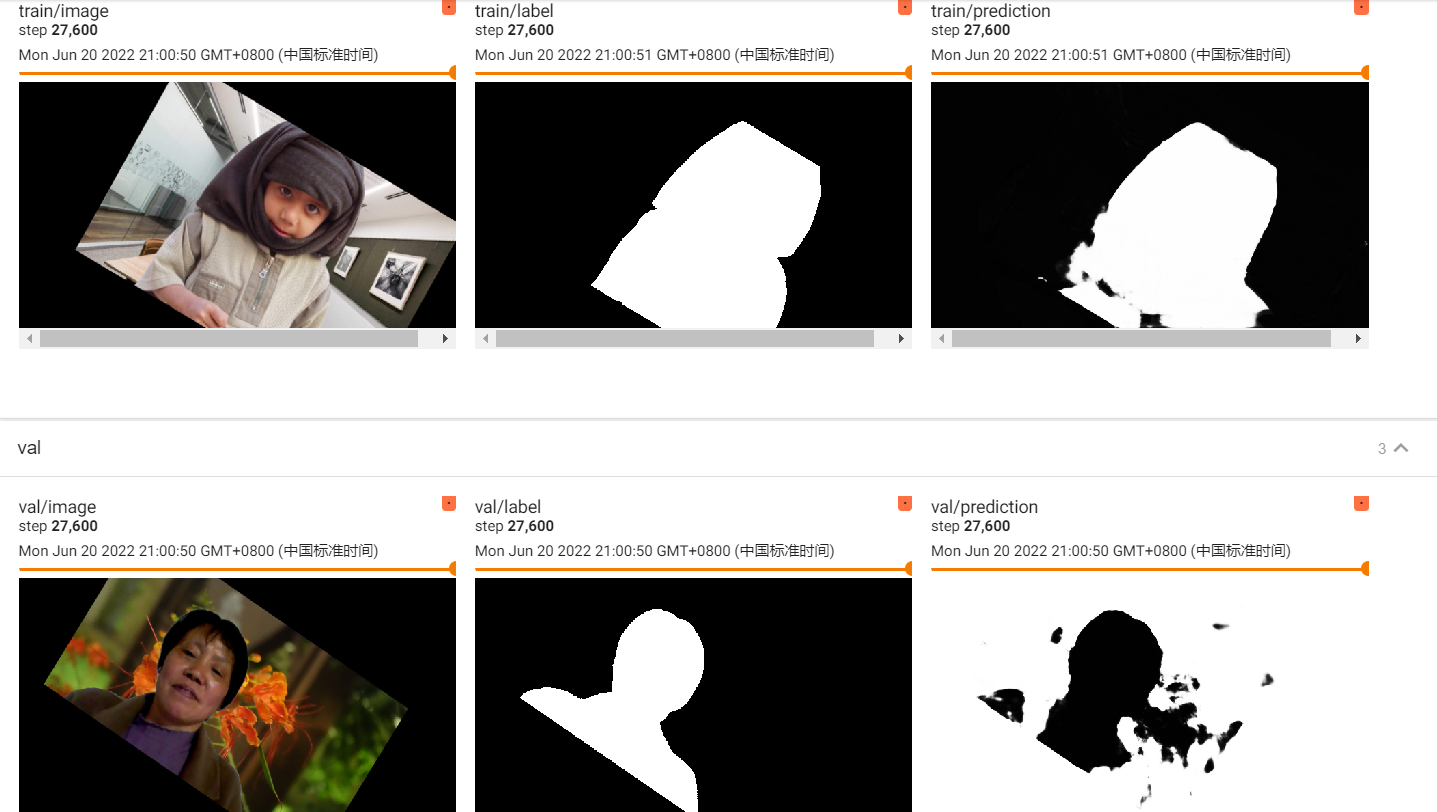 train/image
step 27,600
Mon Jun 20 2022 21:00:50 GMT+0800 (中国标准时间)
train/label
step 27,600
Mon Jun 20 2022 21:00:51 GMT+0800 (中国标准时间)
train/prediction
step 27,600
Mon Jun 20 2022 21:00:51 GMT+0800 (中国标准时间)
val
3
val/image
step 27,600
Mon Jun 20 2022 21:00:50 GMT+0800 (中国标准时间)
val/label
step 27,600
Mon Jun 20 2022 21:00:50 GMT+0800 (中国标准时间)
val/prediction
step 27,600
Mon Jun 20 2022 21:00:50 GMT+0800 (中国标准时间)